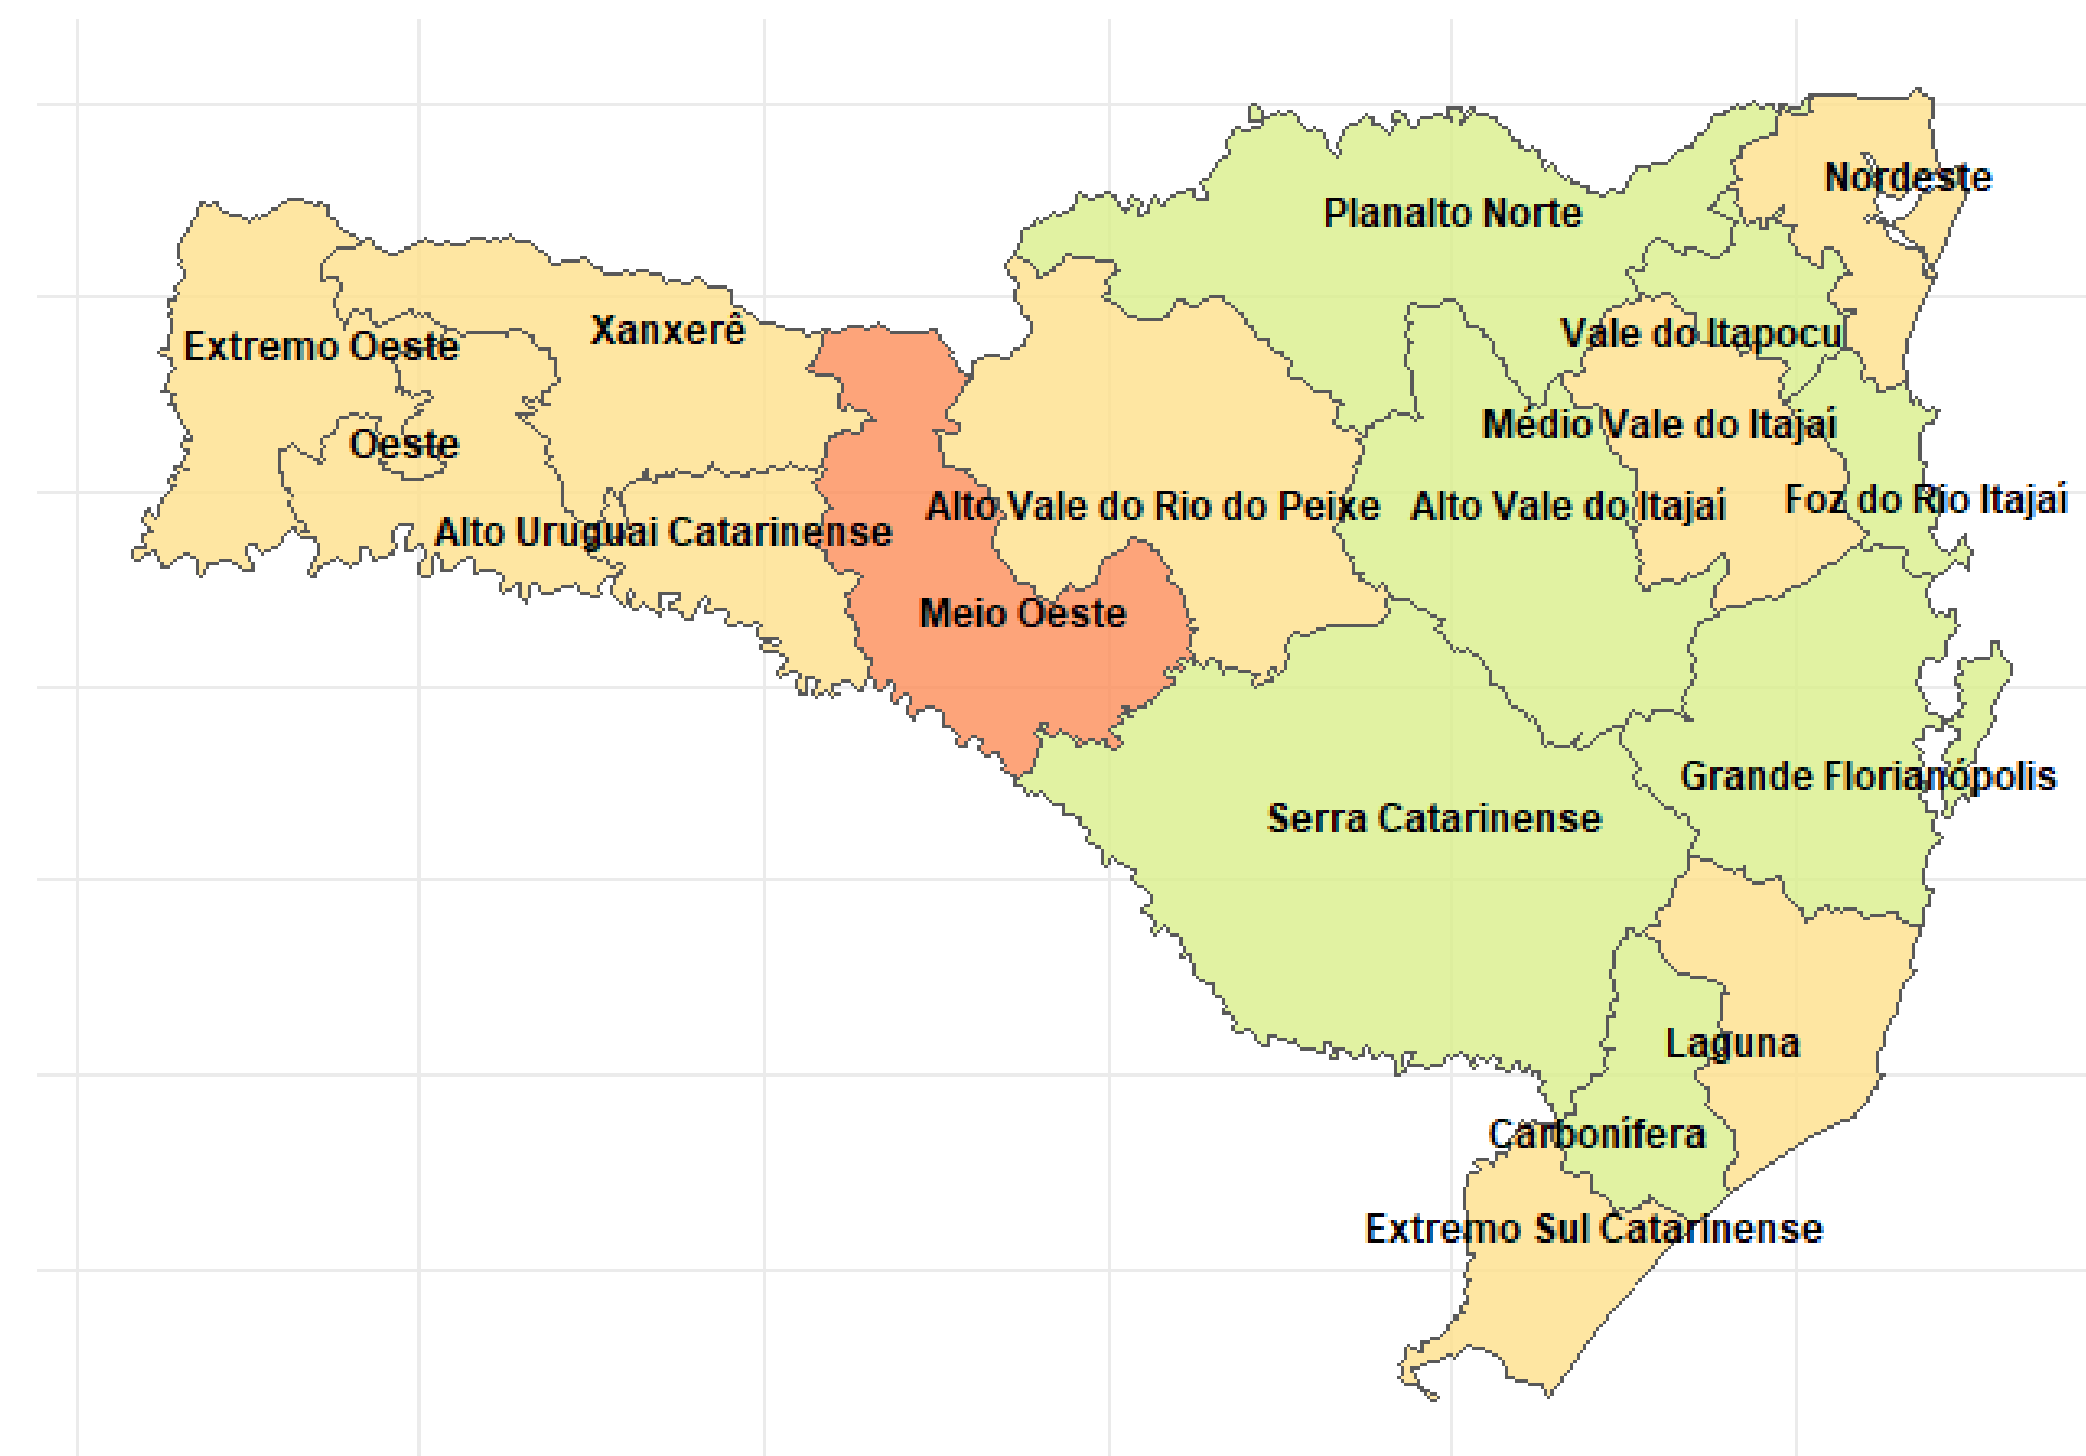 Nordeste
Planalto Norte
Xanxerê
Vale do Itapocu
Extremo Oeste
Médio Vale do Itajaí
Oeste
Foz do Rio Itajaí
Alto Vale do Rio do Peixe
Alto Vale do Itajaí
Alto Uruguai Catarinense
Meio Oeste
Grande Florianópolis
Serra Catarinense
Laguna
Carbonífera
Extremo Sul Catarinense